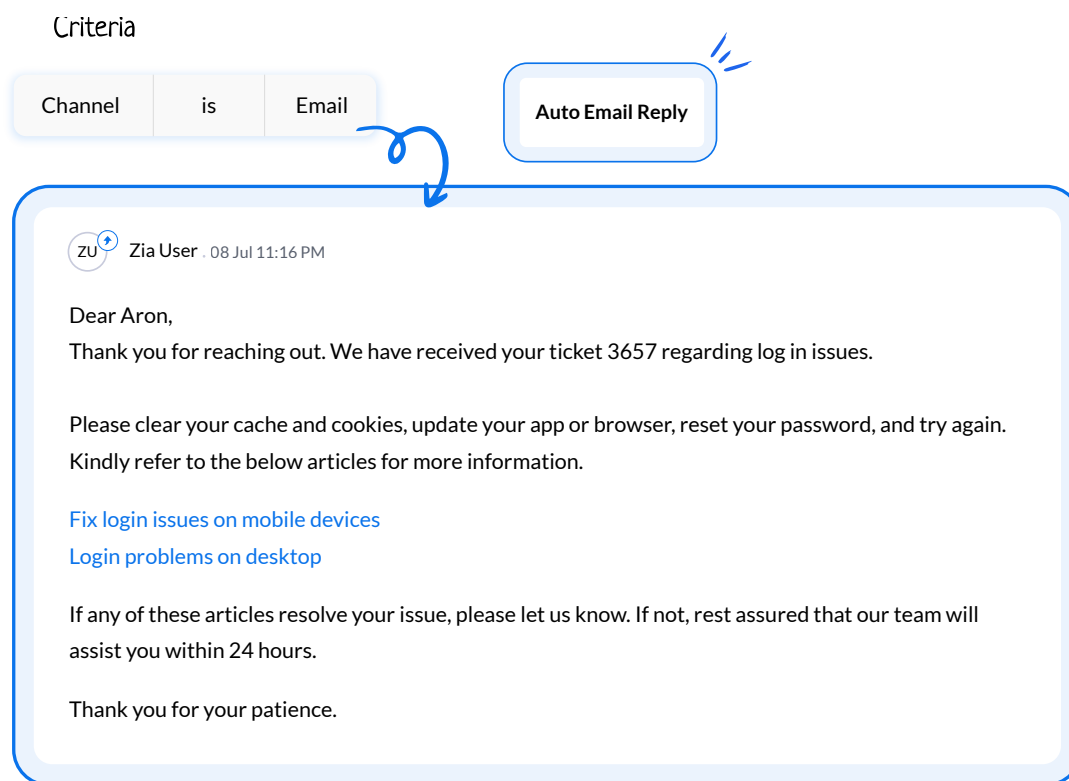 Criteria
Channel is Email
Auto Email Reply
ZU Zia User . 08 Jul 11:16 PM
Dear Aron,
Thank you for reaching out. We have received your ticket 3657 regarding log in issues.
Please clear your cache and cookies, update your app or browser, reset your password, and try again.
Kindly refer to the below articles for more information.
Fix login issues on mobile devices
Login problems on desktop
If any of these articles resolve your issue, please let us know. If not, rest assured that our team will
assist you within 24 hours.
Thank you for your patience.